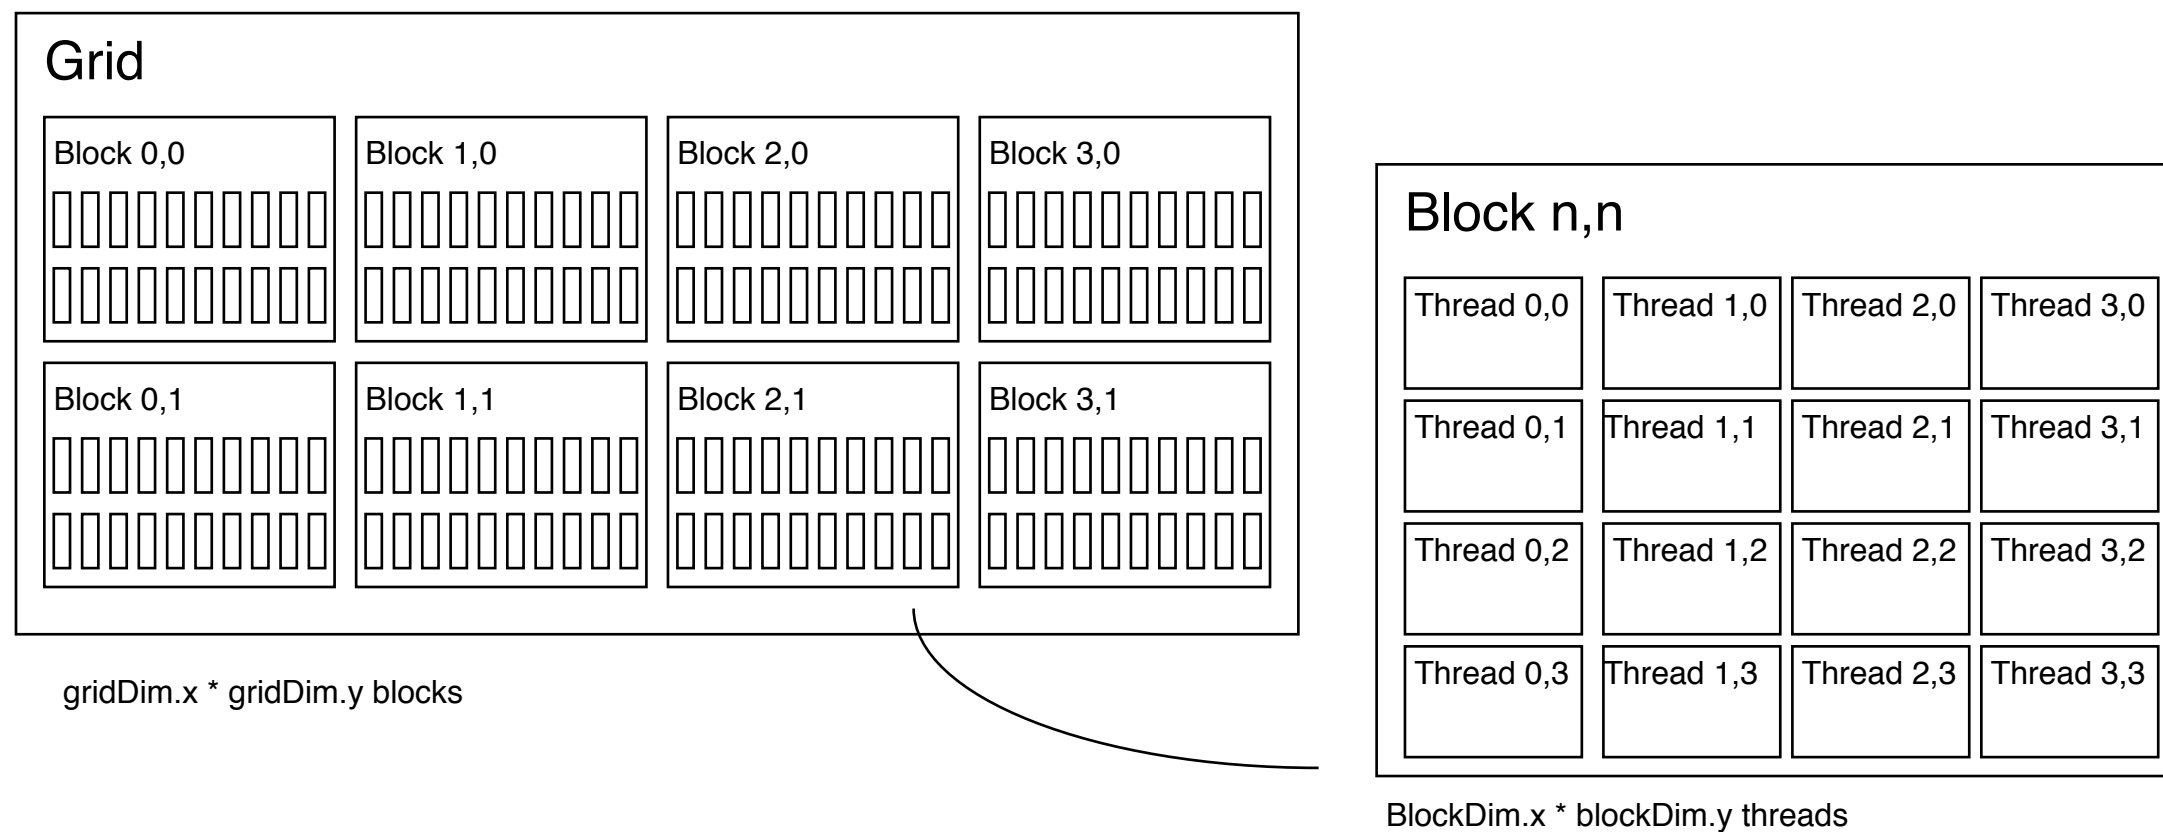 Grid
Block 0,0
Block 1,0
Block 2,0
Block 3,0
Block 0,1
Block 1,1
Block 2,1
Block 3,1
gridDim.x * gridDim.y blocks
Block n,n
Thread 0,0
Thread 1,0
Thread 2,0
Thread 3,0
Thread 0,1
Thread 1,1
Thread 2,1
Thread 3,1
Thread 0,2
Thread 1,2
Thread 2,2
Thread 3,2
Thread 0,3
Thread 1,3
Thread 2,3
Thread 3,3
BlockDim.x * blockDim.y threads